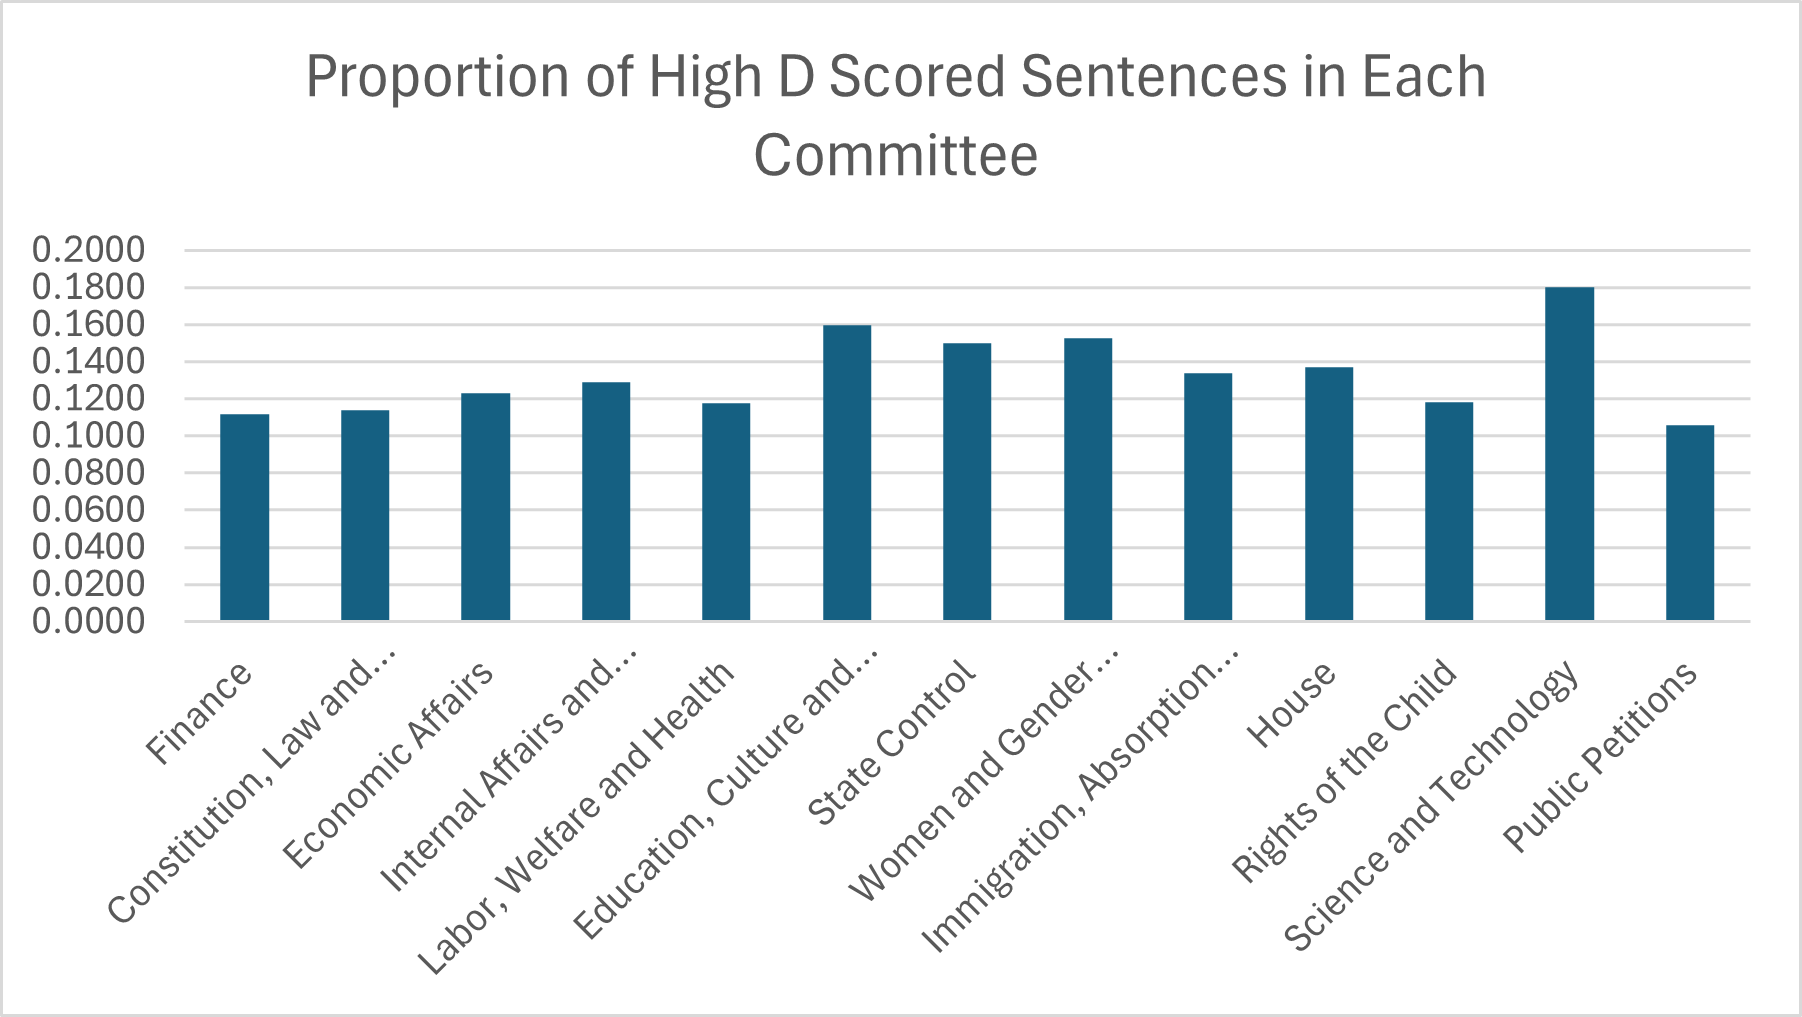 Proportion of High D Scored Sentences in Each
Committee
0.2000
0.1800
0.1600
0.1400
0.1200
0.1000
0.0800
0.0600
0.0400
0.0200
0.0000
Finance
Constitution, Law and...
Economic Affairs
Internal Affairs and...
Labor, Welfare and Health
Education, Culture and...
State Control
Women and Gender...
Immigration, Absorption...
House
Rights of the Child
Science and Technology
Public Petitions